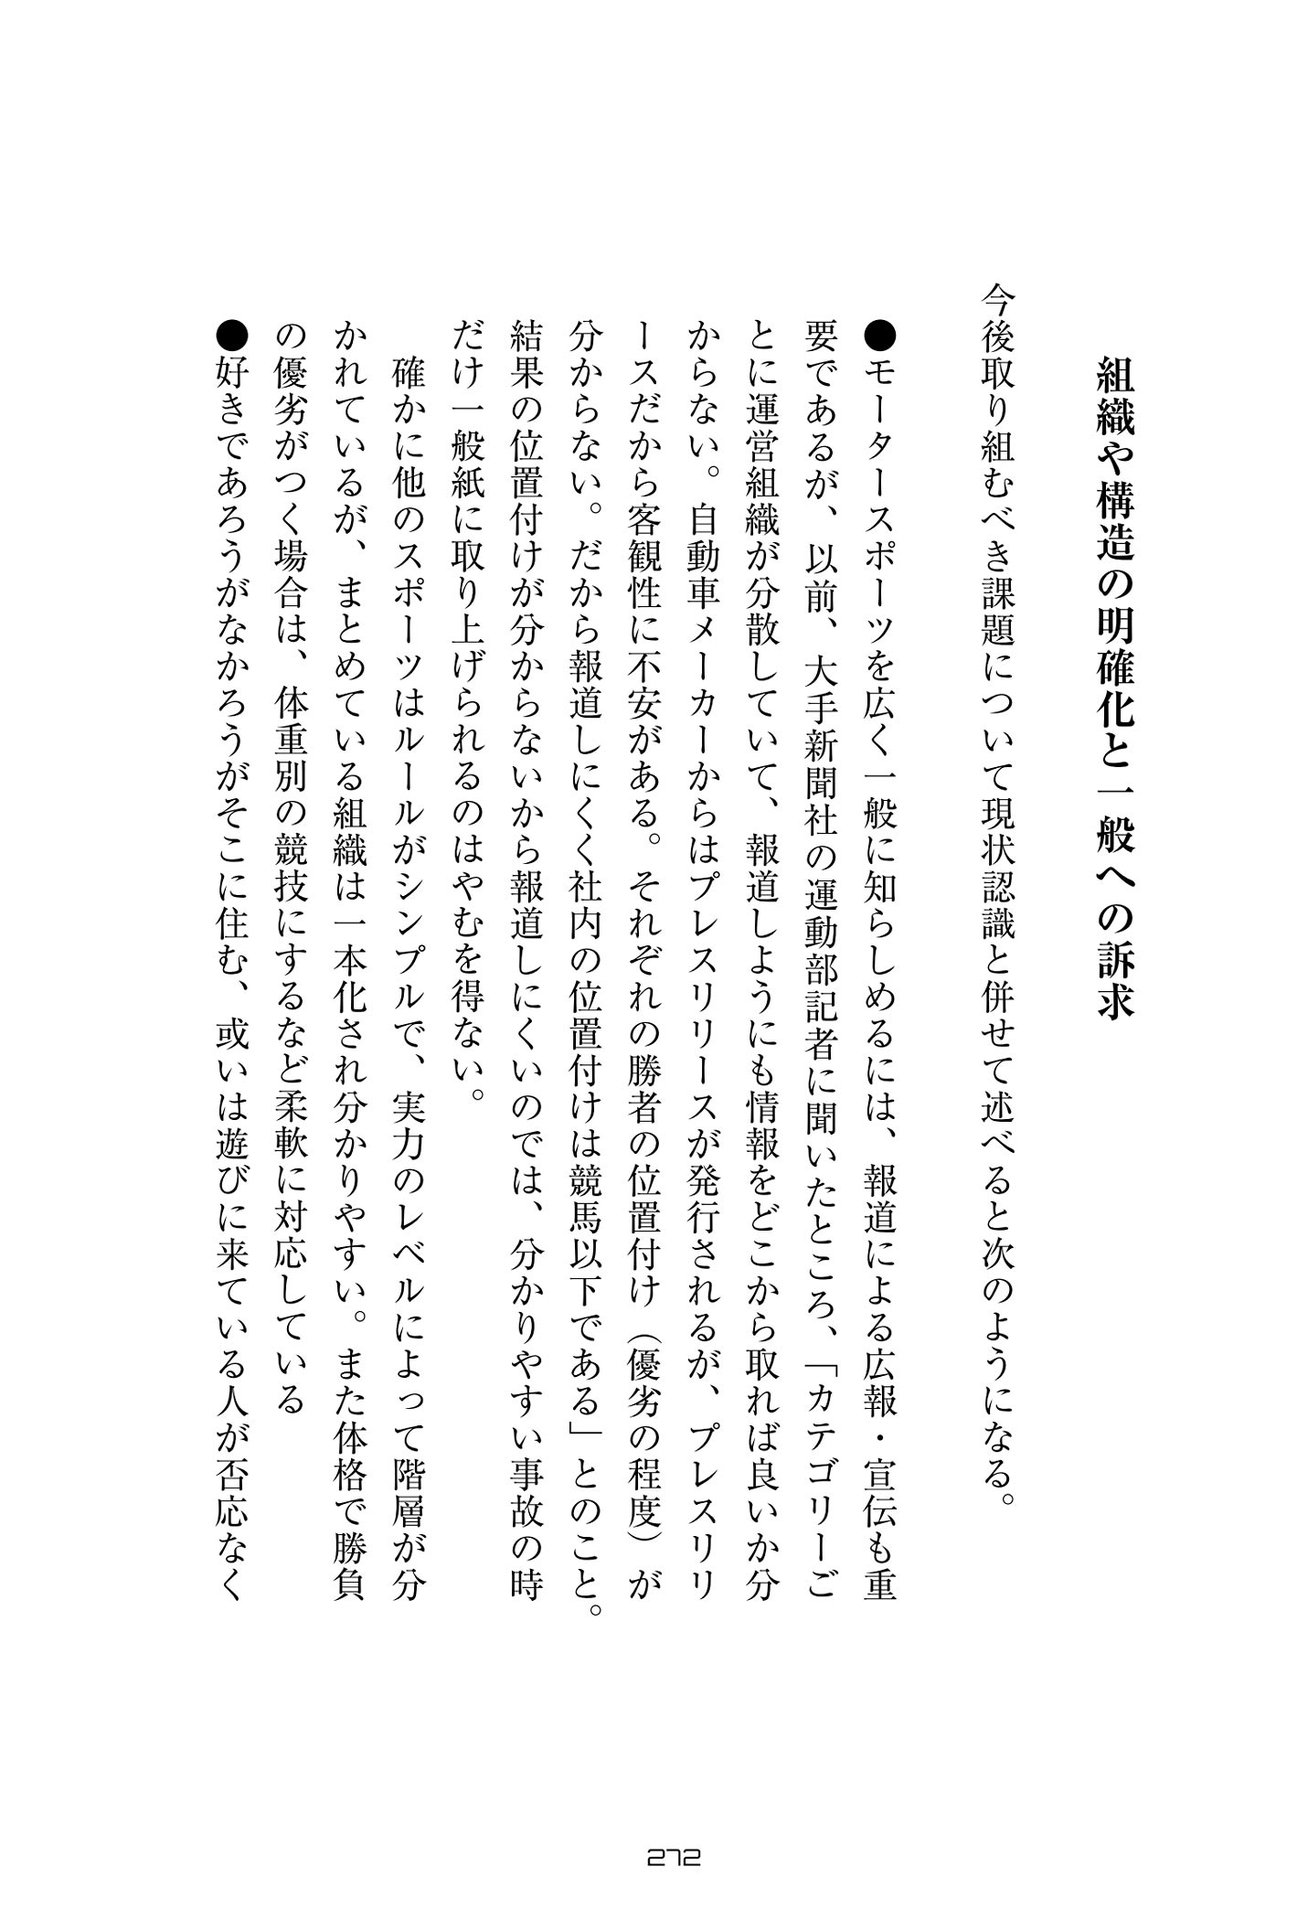 組織や構造の明確化と一般への訴求
今後取り組むべき課題について現状認識と併せて述べると次のようになる。
●モータースポーツを広く一般に知らしめるには、報道による広報・宣伝も重
要であるが、以前、大手新聞社の運動部記者に聞いたところ、「カテゴリーご
とに運営組織が分散していて、報道しようにも情報をどこから取れば良いか分
からない。自動車メーカーからはプレスリリースが発行されるが、プレスリリ
ースだから客観性に不安がある。それぞれの勝者の位置付け（優劣の程度）が
分からない。だから報道しにくく社内の位置付けは競馬以下である」とのこと。
結果の位置付けが分からないから報道しにくいのでは、分かりやすい事故の時
だけ一般紙に取り上げられるのはやむを得ない。
確かに他のスポーツはルールがシンプルで、実力のレベルによって階層が分
かれているが、まとめている組織は一本化され分かりやすい。また体格で勝負
の優劣がつく場合は、体重別の競技にするなど柔軟に対応している
●好きであろうがなかろうがそこに住む、或いは遊びに来ている人が否応なく
272